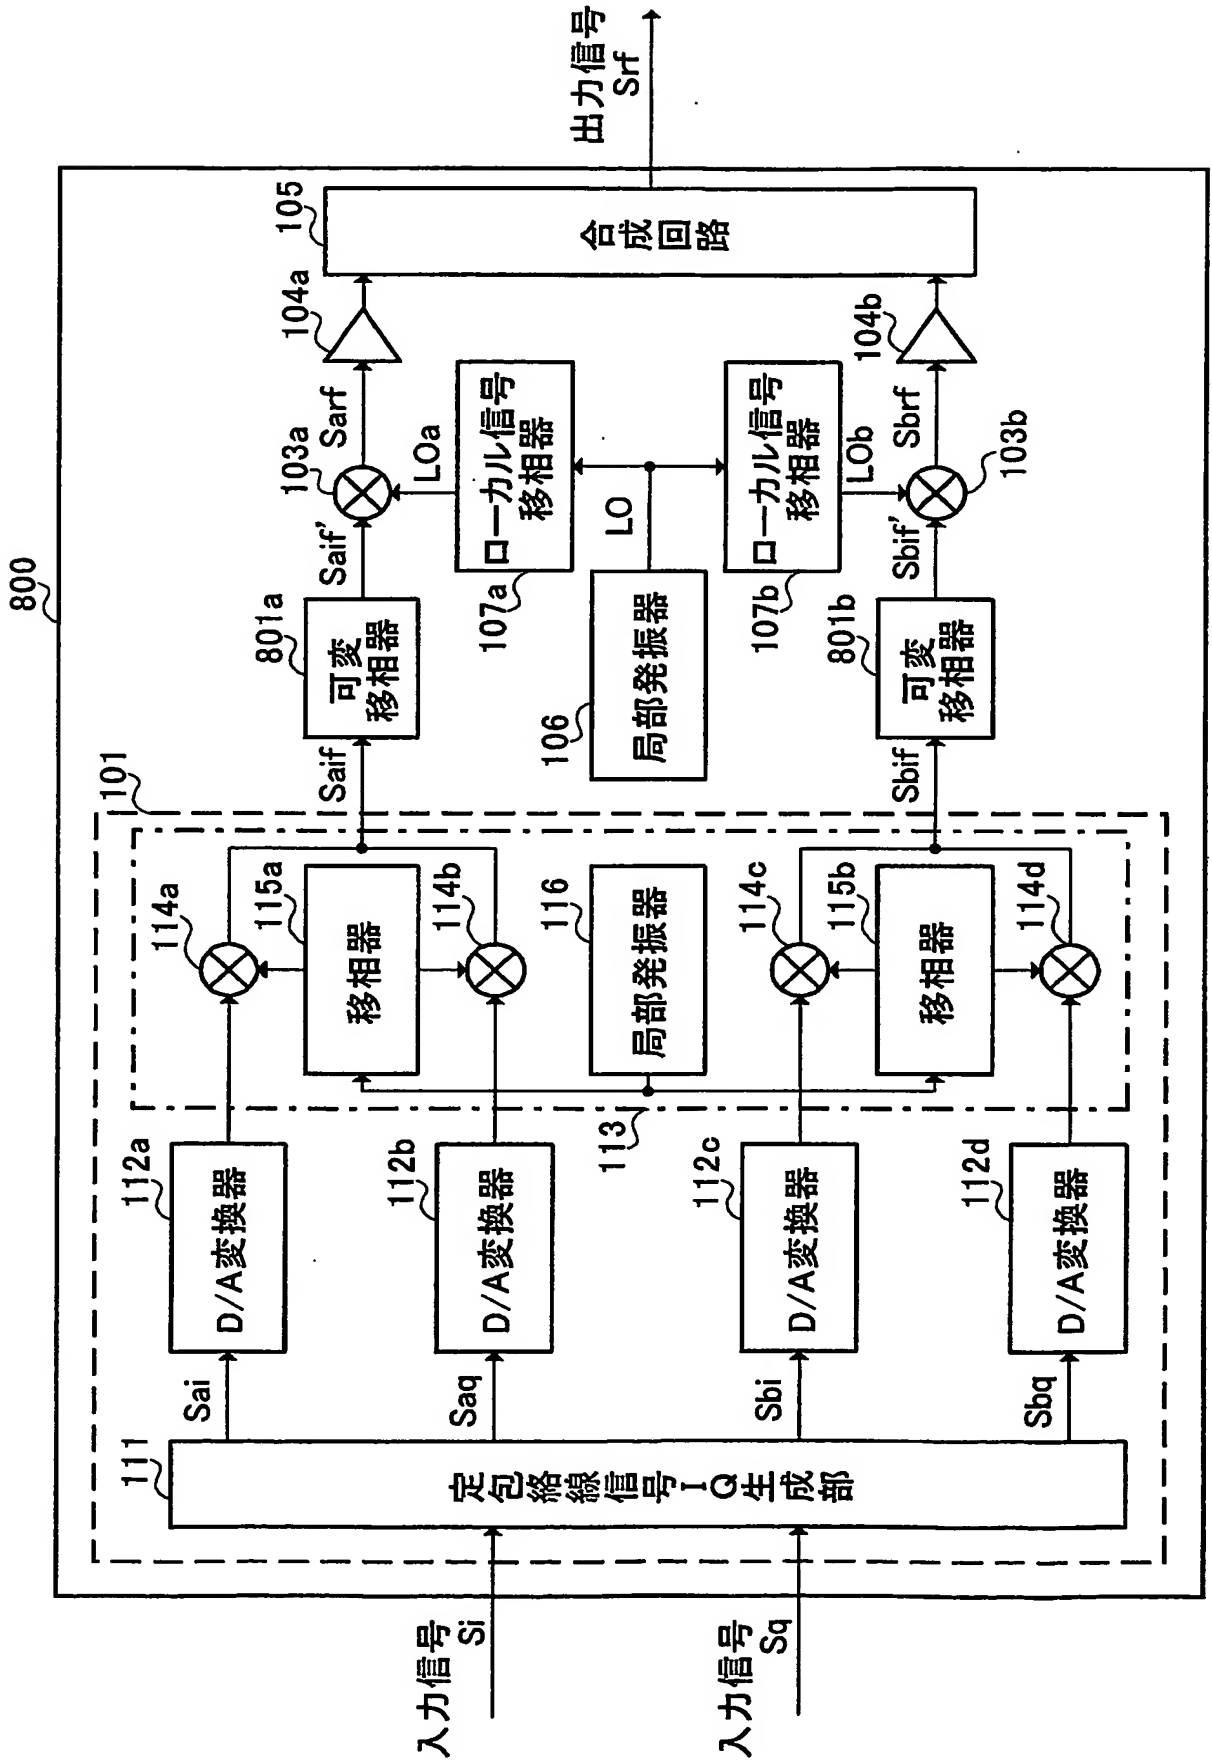 800
101
入力信号
Si
入力信号
Sq
111
定包絡線信号IQ生成部
Sai
Saq
Sbi
Sbq
112a
D/A変換器
112b
D/A変換器
112c
D/A変換器
112d
D/A変換器
113
114a
115a
移相器
114b
116
局部発振器
114c
115b
移相器
114d
Saif
801a
可変
移相器
Saif'
103a
Sarf
104a
LOa
107a
ローカル信号
移相器
106
局部発振器
LO
107b
ローカル信号
移相器
LOb
Sbif
801b
可変
移相器
Sbif'
103b
Sbrf
104b
105
合成回路
出力信号
Srf